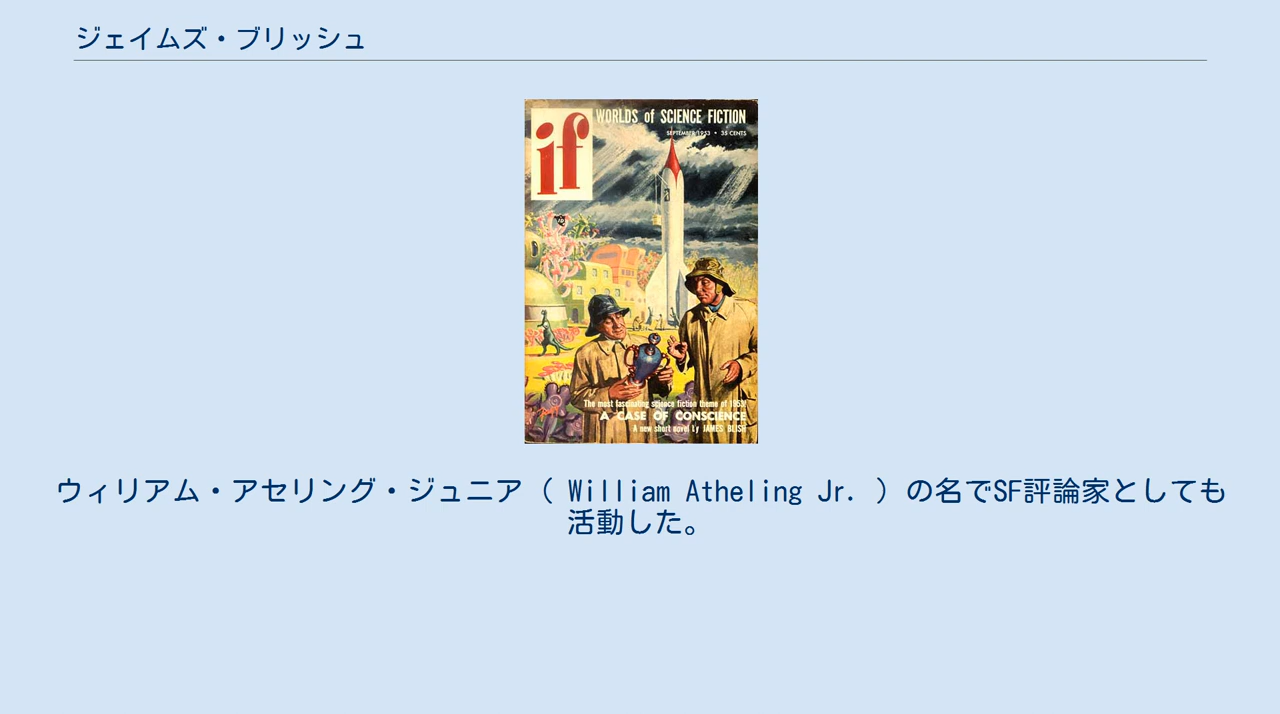 ジェイムズ・ブリッシュ
if
WORLDS of SCIENCE FICTION
SEPTEMBER 1953 • 35 CENTS
The most fascinating science fiction theme of 1953!
A CASE OF CONSCIENCE
A new short novel by JAMES BLISH
ウィリアム・アセリング・ジュニア ( William Atheling Jr. ) の名でSF評論家としても
活動した。